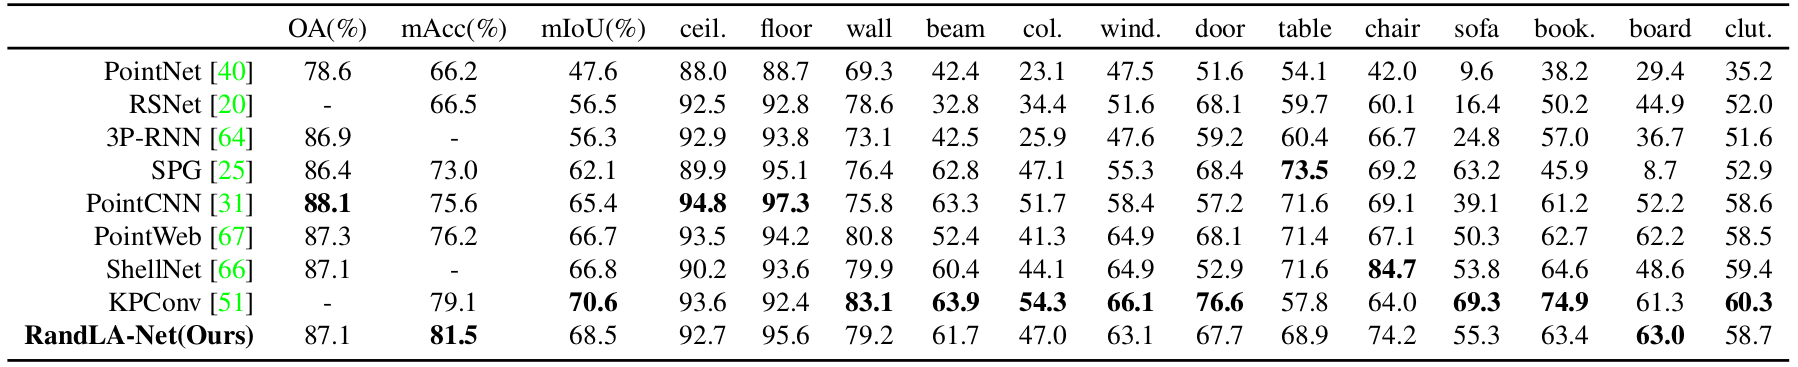 OA(%) mAcc(%) mIoU(%) ceil. floor wall beam col. wind. door table chair sofa book. board clut.
PointNet [40] 78.6 66.2 47.6 88.0 88.7 69.3 42.4 23.1 47.5 51.6 54.1 42.0 9.6 38.2 29.4 35.2
RSNet [20] - 66.5 56.5 92.5 92.8 78.6 32.8 34.4 51.6 68.1 59.7 60.1 16.4 50.2 44.9 52.0
3P-RNN [64] 86.9 - 56.3 92.9 93.8 73.1 42.5 25.9 47.6 59.2 60.4 66.7 24.8 57.0 36.7 51.6
SPG [25] 86.4 73.0 62.1 89.9 95.1 76.4 62.8 47.1 55.3 68.4 73.5 69.2 63.2 45.9 8.7 52.9
PointCNN [31] 88.1 75.6 65.4 94.8 97.3 75.8 63.3 51.7 58.4 57.2 71.6 69.1 39.1 61.2 52.2 58.6
PointWeb [67] 87.3 76.2 66.7 93.5 94.2 80.8 52.4 41.3 64.9 68.1 71.4 67.1 50.3 62.7 62.2 58.5
ShellNet [66] 87.1 - 66.8 90.2 93.6 79.9 60.4 44.1 64.9 52.9 71.6 84.7 53.8 64.6 48.6 59.4
KPConv [51] - 79.1 70.6 93.6 92.4 83.1 63.9 54.3 66.1 76.6 57.8 64.0 69.3 74.9 61.3 60.3
RandLA-Net(Ours) 87.1 81.5 68.5 92.7 95.6 79.2 61.7 47.0 63.1 67.7 68.9 74.2 55.3 63.4 63.0 58.7